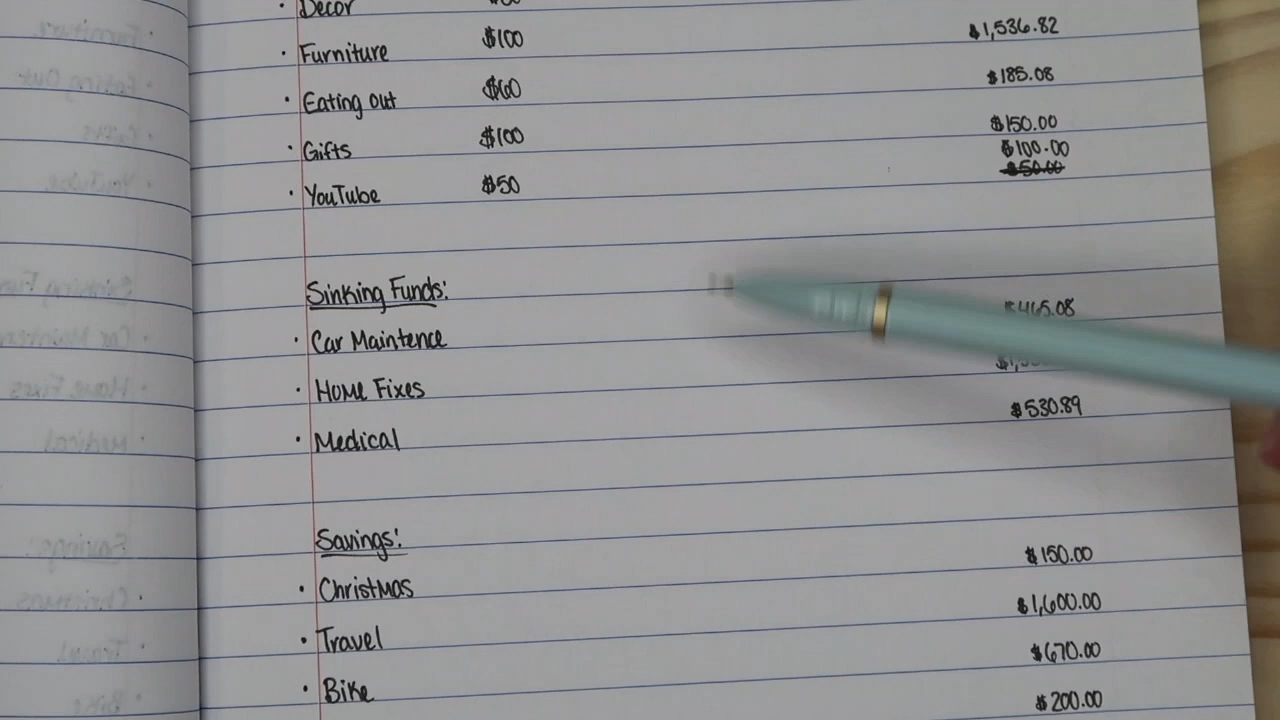 · Decor
· Furniture $100 $1,536.82
· Eating out $60 $185.08
· Gifts $100 $150.00
$100.00
· YouTube $50 $50.00
Sinking Funds:
· Car Maintence $465.08
· Home Fixes
· Medical $530.89
Savings:
· Christmas $150.00
· Travel $1,600.00
· Bike $670.00
$200.00